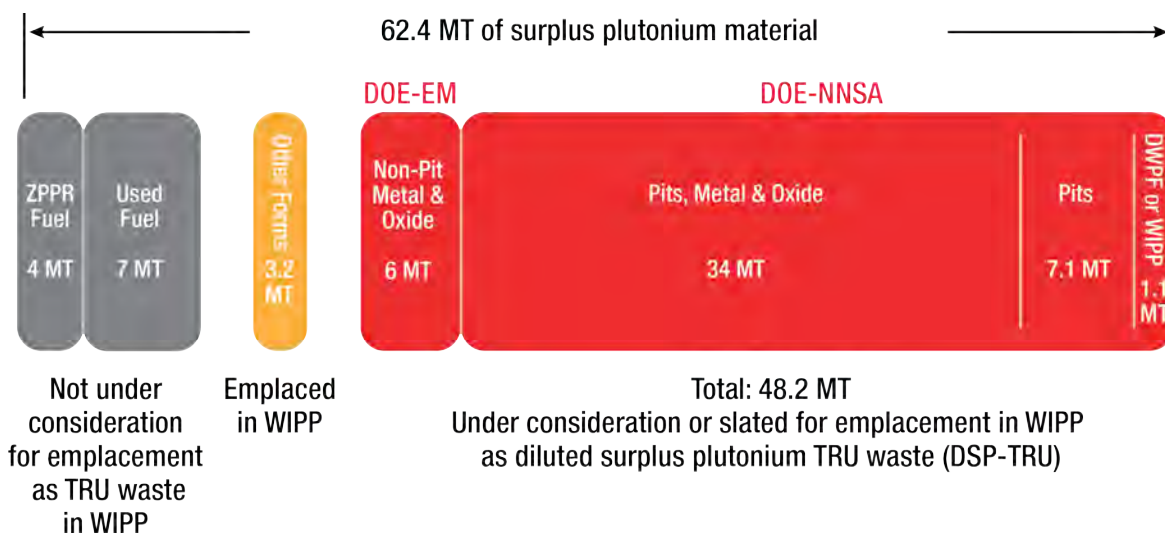 62.4 MT of surplus plutonium material
DOE-EM
DOE-NNSA
ZPPR
Fuel
4 MT
Used
Fuel
7 MT
Other Forms
3.2
MT
Non-Pit
Metal &
Oxide
6 MT
Pits, Metal & Oxide
34 MT
Pits
7.1 MT
DWPF or WIPP
1.1
MT
Not under
consideration
for emplacement
as TRU waste
in WIPP
Emplaced
in WIPP
Total: 48.2 MT
Under consideration or slated for emplacement in WIPP
as diluted surplus plutonium TRU waste (DSP-TRU)